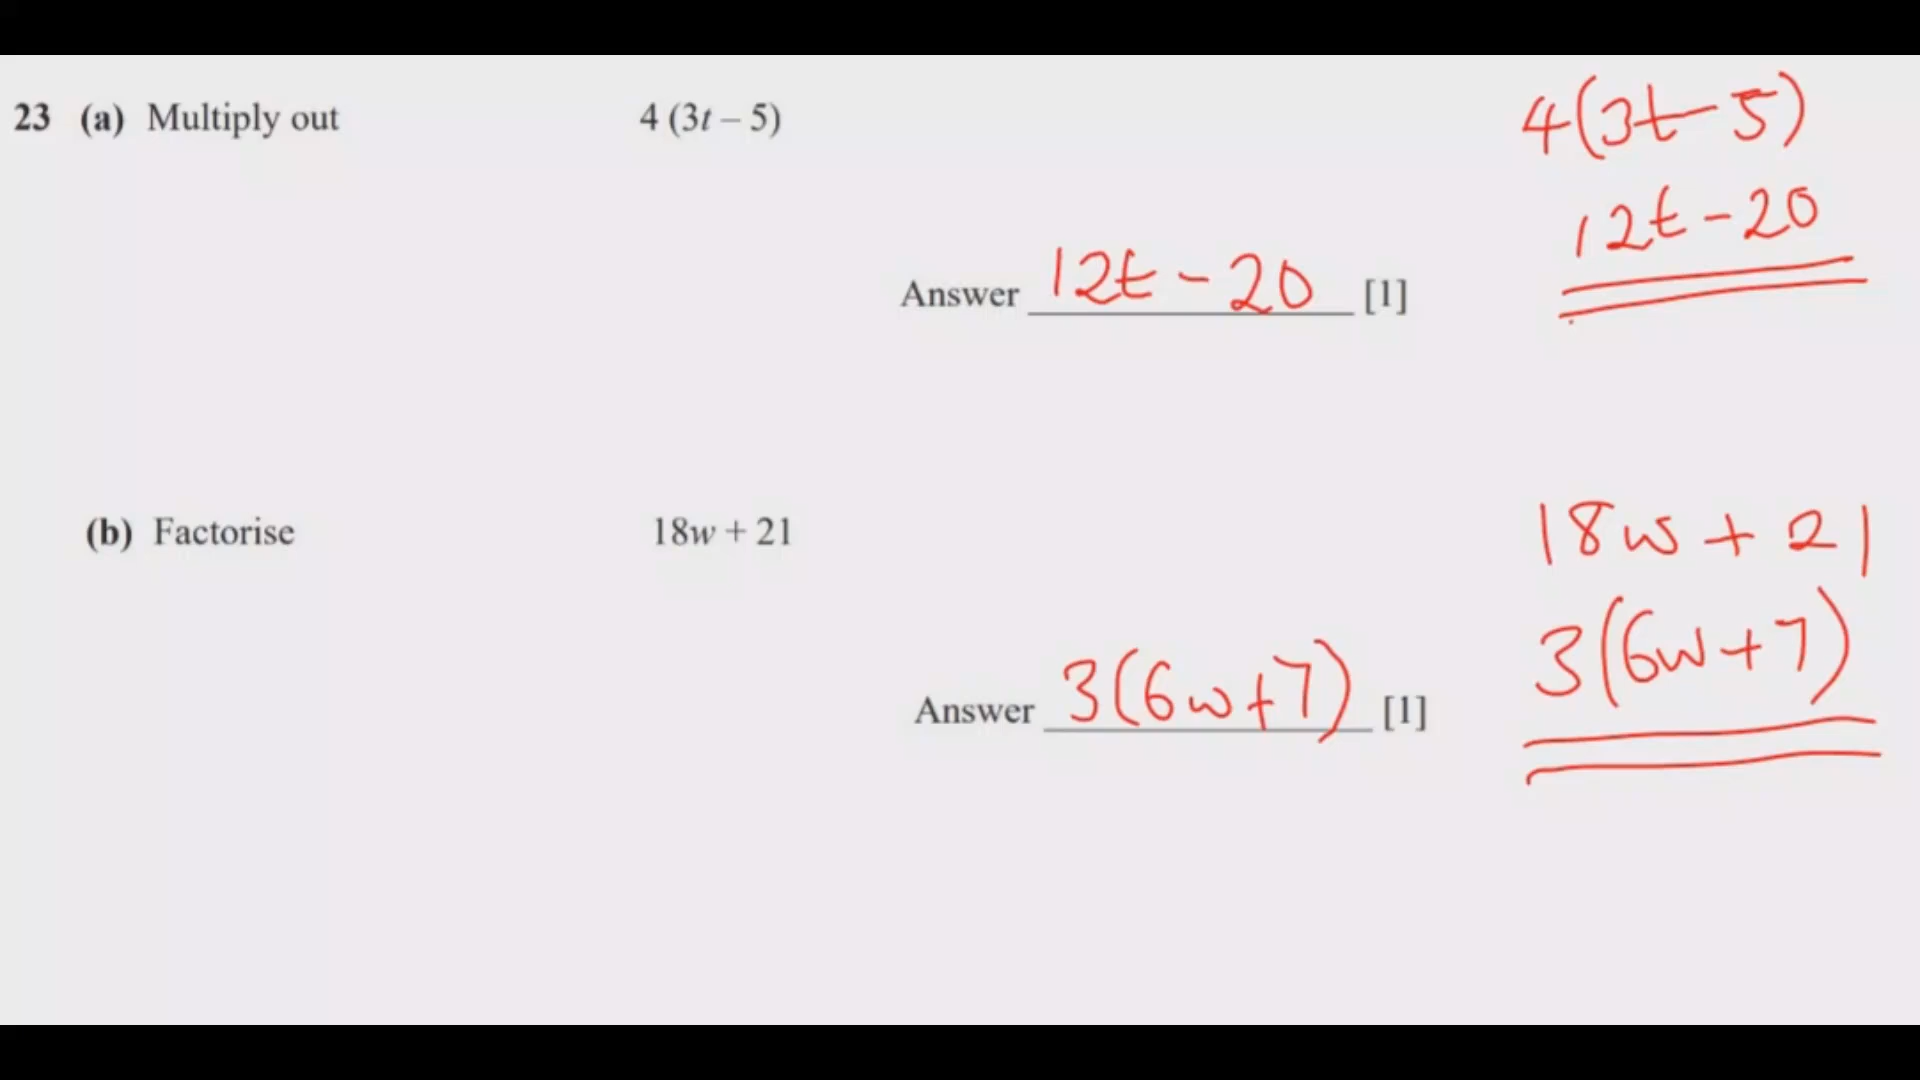 23 (a) Multiply out 4 (3t – 5)
4(3t-5)
12t - 20
Answer 12t - 20 [1]
(b) Factorise 18w + 21
18w + 21
3(6w+7)
Answer 3(6w+7) [1]